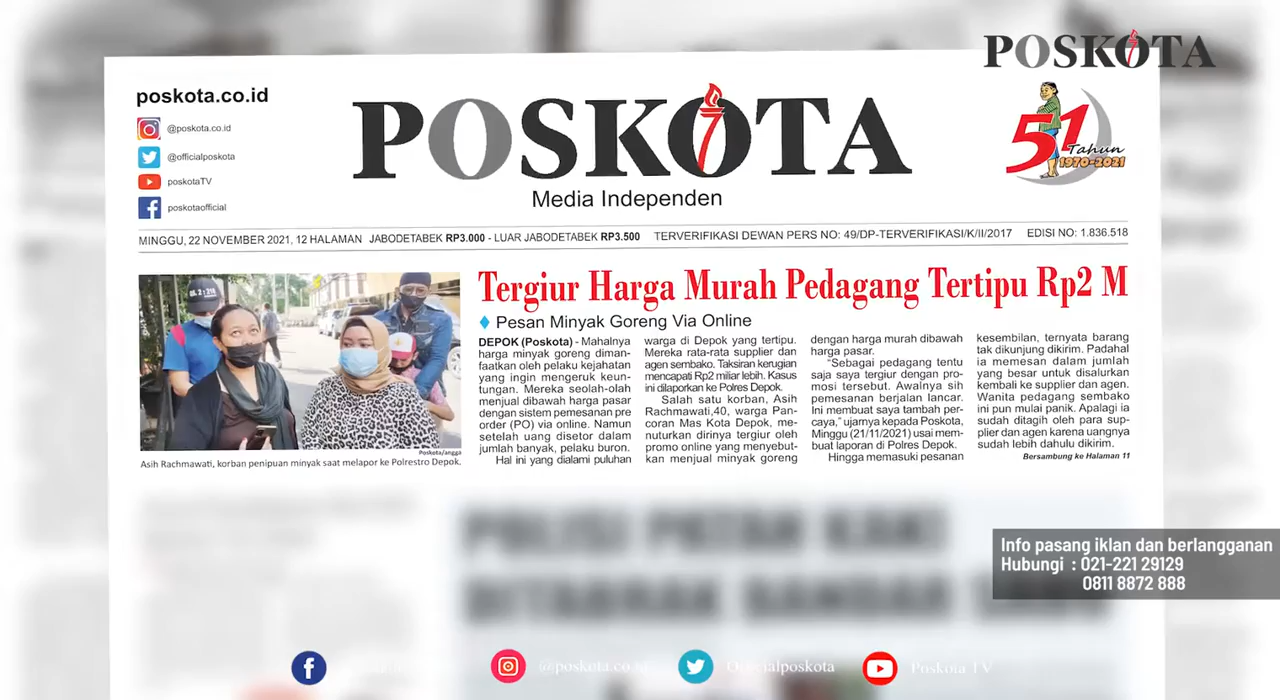 POSKOTA
poskota.co.id
@poskota.co.id
@officialposkota
poskotaTV
poskotaofficial
POSKOTA
Media Independen
51
Tahun
1970-2021
MINGGU, 22 NOVEMBER 2021, 12 HALAMAN JABODETABEK RP3.000 - LUAR JABODETABEK RP3.500 TERVERIFIKASI DEWAN PERS NO: 49/DP-TERVERIFIKASI/K/II/2017 EDISI NO: 1.836.518
Poskota/angga
Asih Rachmawati, korban penipuan minyak saat melapor ke Polrestro Depok.
Tergiur Harga Murah Pedagang Tertipu Rp2 M
Pesan Minyak Goreng Via Online
DEPOK (Poskota) - Mahalnya
harga minyak goreng diman-
faatkan oleh pelaku kejahatan
yang ingin mengeruk keun-
tungan. Mereka seolah-olah
menjual dibawah harga pasar
dengan sistem pemesanan pre
order (PO) via online. Namun
setelah uang disetor dalam
jumlah banyak, pelaku buron.
Hal ini yang dialami puluhan
warga di Depok yang tertipu.
Mereka rata-rata supplier dan
agen sembako. Taksiran kerugian
mencapati Rp2 miliar lebih. Kasus
ini dilaporkan ke Polres Depok.
Salah satu korban, Asih
Rachmawati,40, warga Pan-
coran Mas Kota Depok, me-
nuturkan dirinya tergiur oleh
promo online yang menyebut-
kan menjual minyak goreng
dengan harga murah dibawah
harga pasar.
"Sebagai pedagang tentu
saja saya tergiur dengan pro-
mosi tersebut. Awalnya sih
pemesanan berjalan lancar.
Ini membuat saya tambah per-
caya," ujarnya kepada Poskota,
Minggu (21/11/2021) usai mem-
buat laporan di Polres Depok.
Hingga memasuki pesanan
kesembilan, ternyata barang
tak dikunjung dikirim. Padahal
ia memesan dalam jumlah
yang besar untuk disalurkan
kembali ke supplier dan agen.
Wanita pedagang sembako
ini pun mulai panik. Apalagi ia
sudah ditagih oleh para sup-
plier dan agen karena uangnya
sudah lebih dahulu dikirim.
Bersambung ke Halaman 11
POLISI PATAH KAKI
DITABRAK BANDAR
Info pasang iklan dan berlangganan
Hubungi : 021-221 29129
0811 8872 888
@poskota.co.id
Officialposkota
Poskota TV